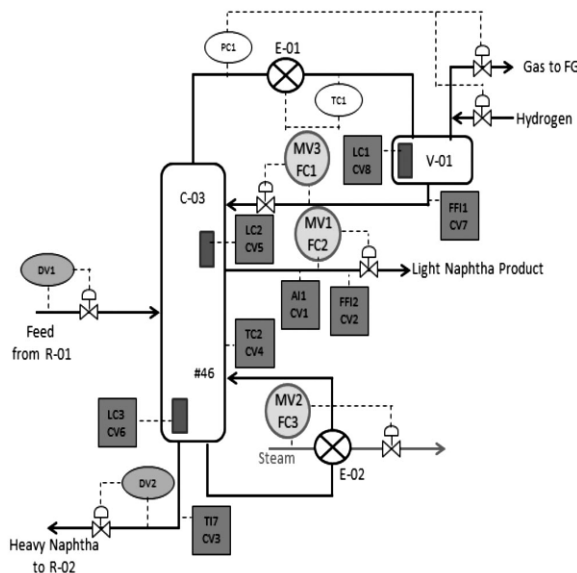 PC1
E-01
Gas to FG
TC1
Hydrogen
MV3
FC1
LC1
CV8
V-01
C-03
LC2
CV5
MV1
FC2
FFI1
CV7
DV1
Light Naphtha Product
AI1
CV1
FFI2
CV2
Feed
from R-01
TC2
CV4
#46
LC3
CV6
MV2
FC3
Steam
E-02
DV2
Heavy Naphtha
to R-02
TI7
CV3